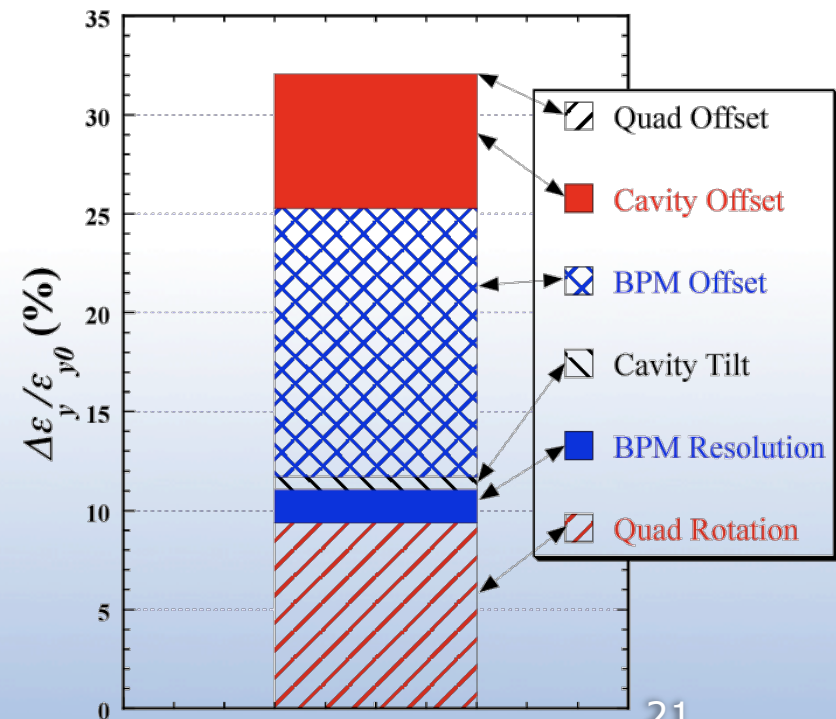 35
30
25
20
15
10
5
0
Δε_y/ε_y0 (%)
Quad Offset
Cavity Offset
BPM Offset
Cavity Tilt
BPM Resolution
Quad Rotation
21